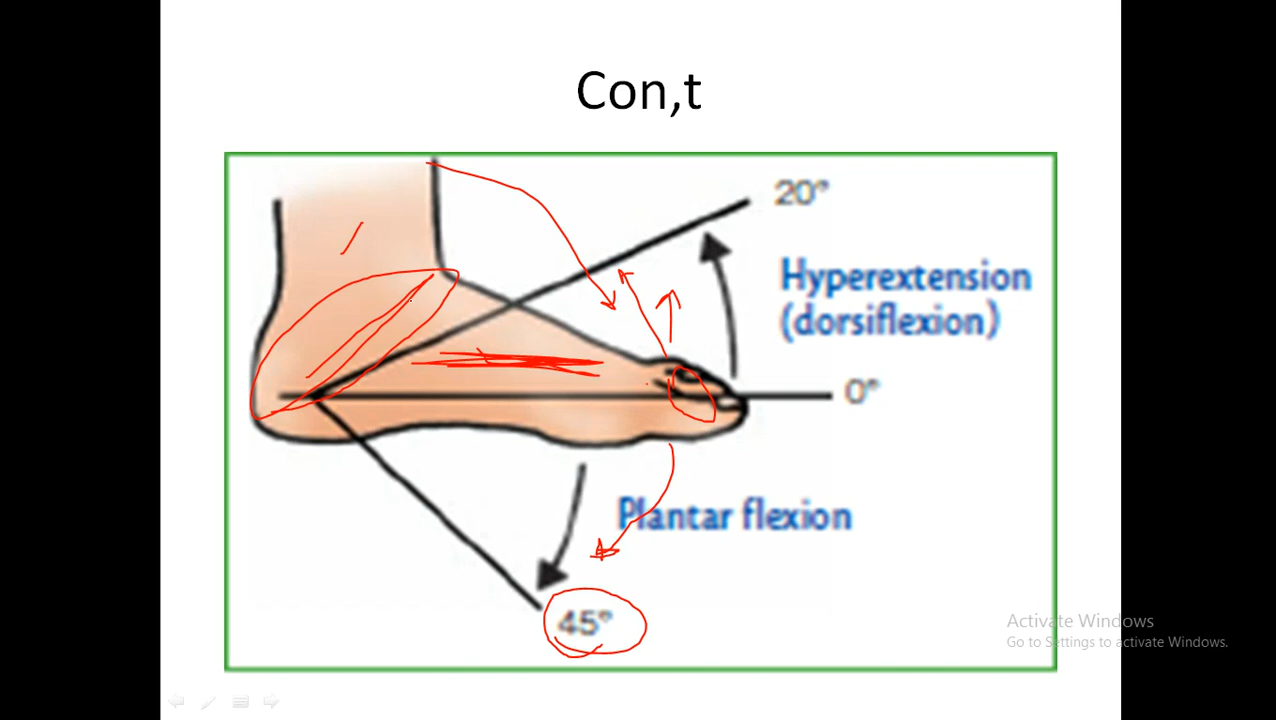 Con,t
20°
Hyperextension
(dorsiflexion)
0°
Plantar flexion
45°
Activate Windows
Go to Settings to activate Windows.